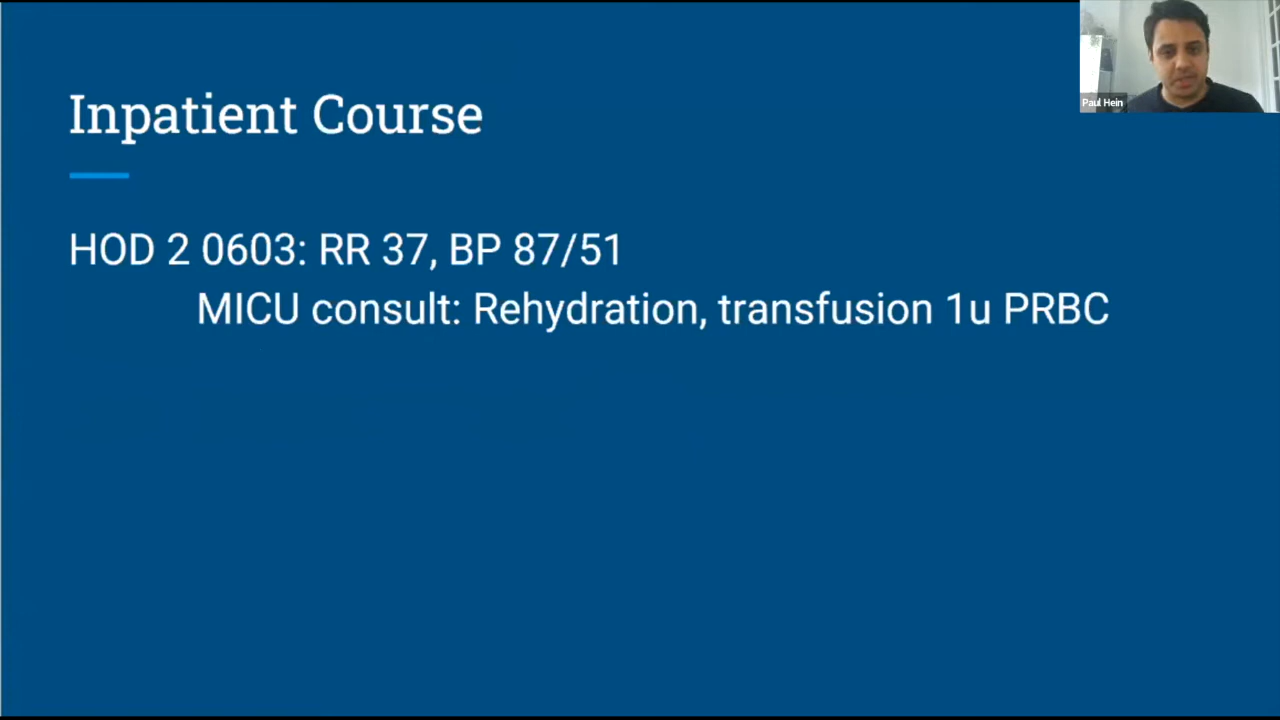 Inpatient Course
HOD 2 0603: RR 37, BP 87/51
MICU consult: Rehydration, transfusion 1u PRBC
Paul Hein